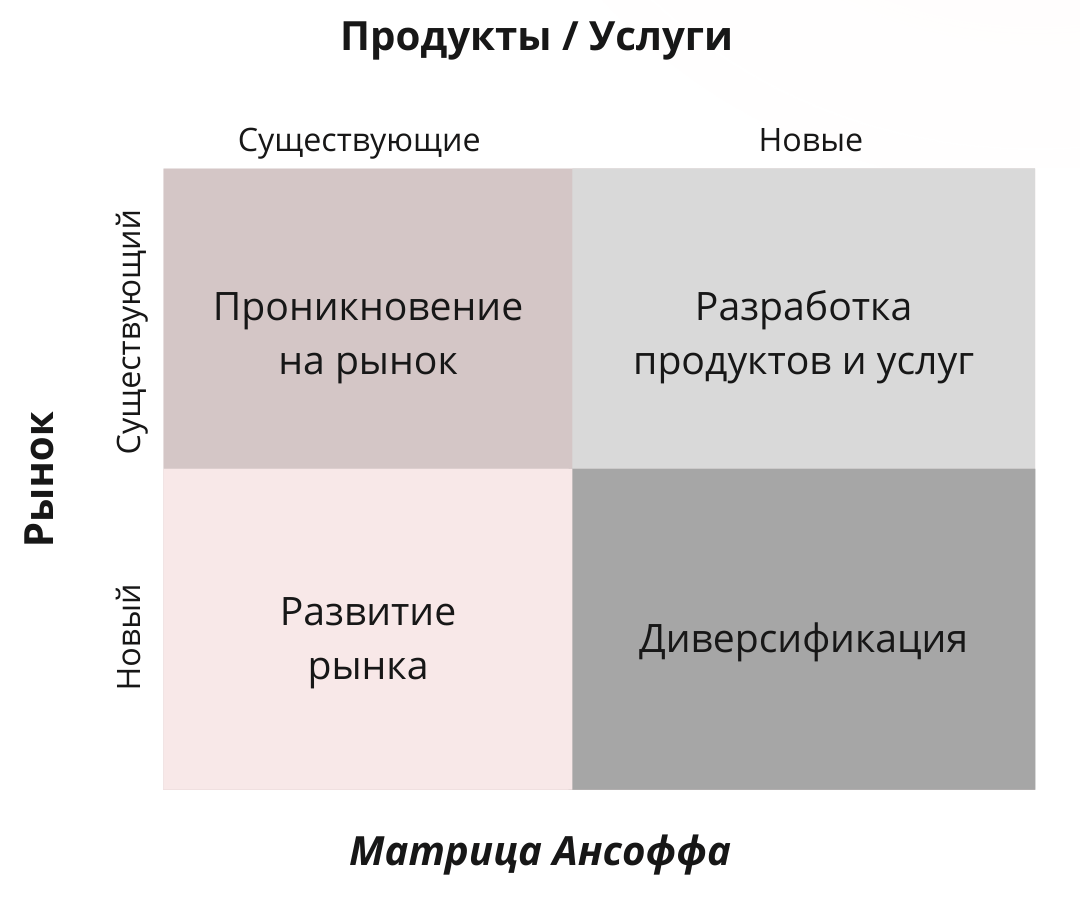 Продукты / Услуги
Существующие
Новые
Рынок
Существующий
Проникновение
на рынок
Разработка
продуктов и услуг
Новый
Развитие
рынка
Диверсификация
Матрица Ансоффа